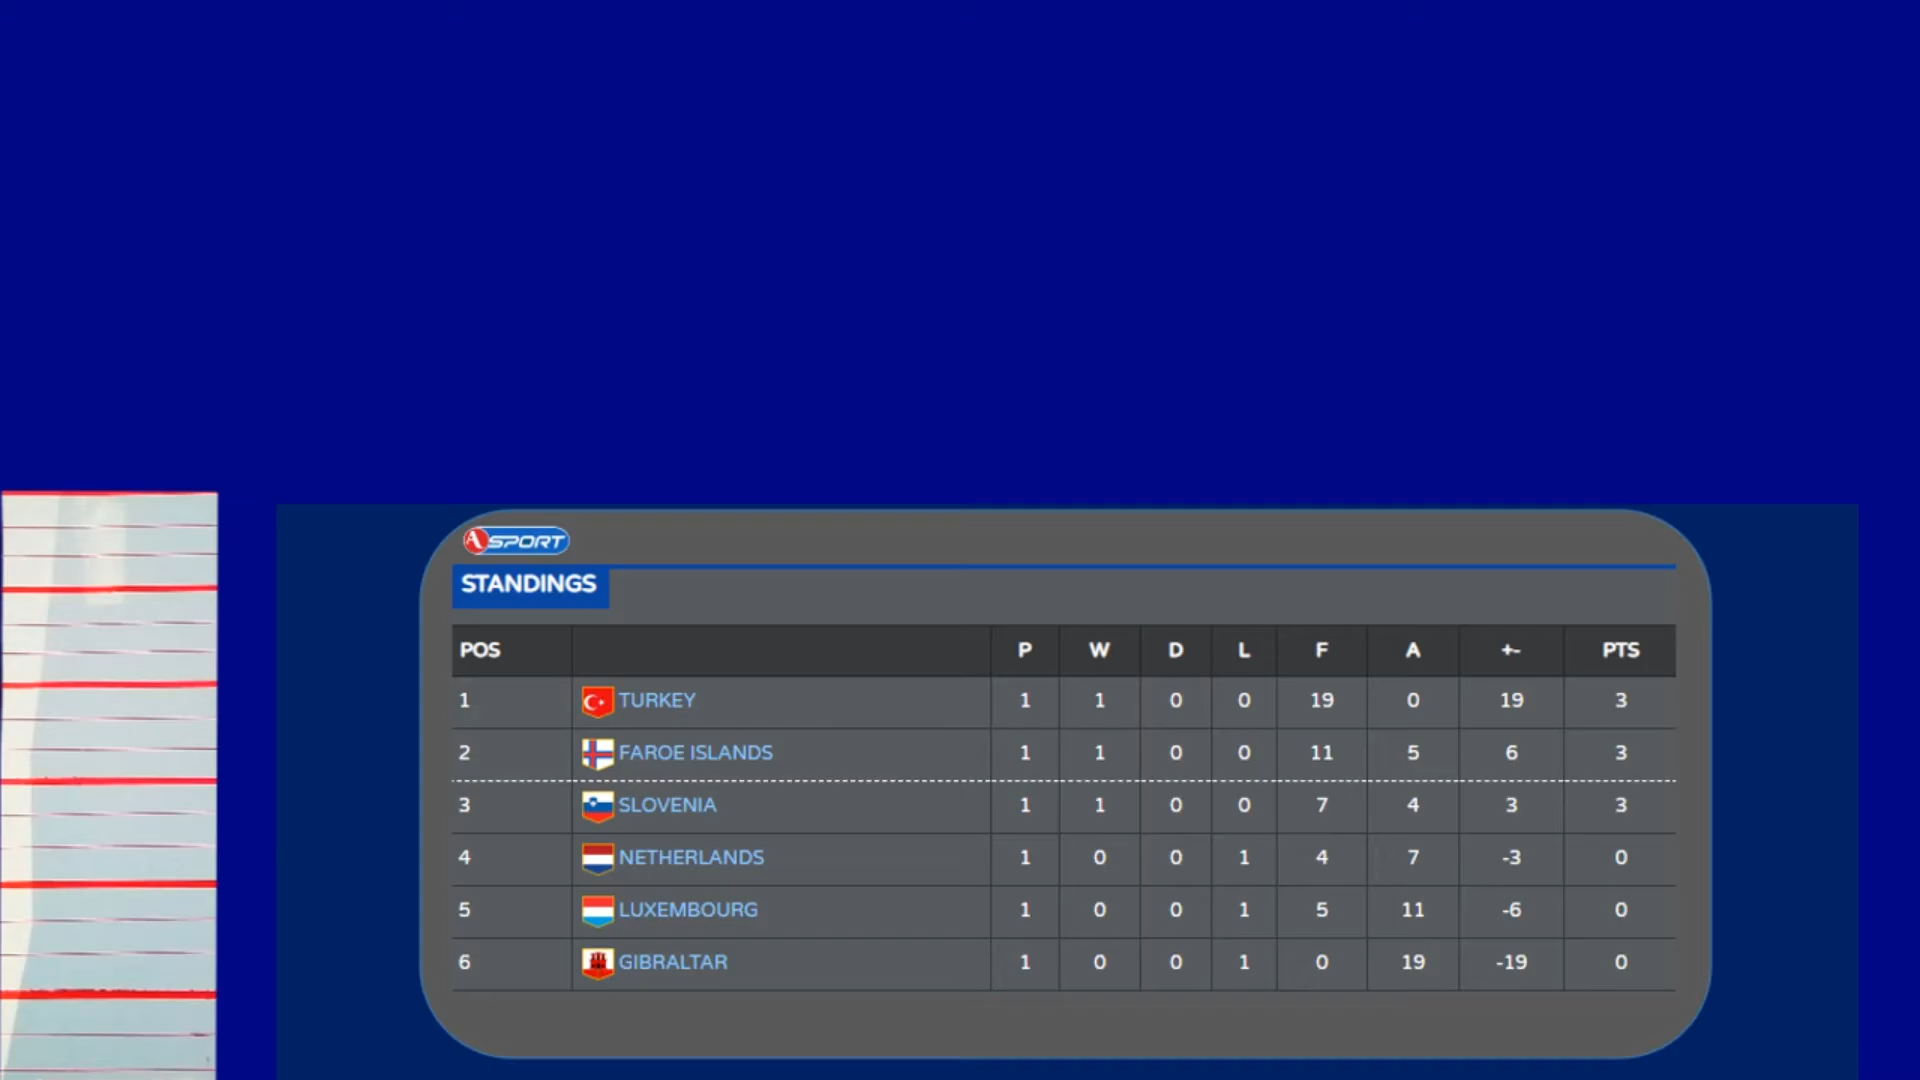 A SPORT
STANDINGS
POS P W D L F A +- PTS
1 TURKEY 1 1 0 0 19 0 19 3
2 FAROE ISLANDS 1 1 0 0 11 5 6 3
3 SLOVENIA 1 1 0 0 7 4 3 3
4 NETHERLANDS 1 0 0 1 4 7 -3 0
5 LUXEMBOURG 1 0 0 1 5 11 -6 0
6 GIBRALTAR 1 0 0 1 0 19 -19 0